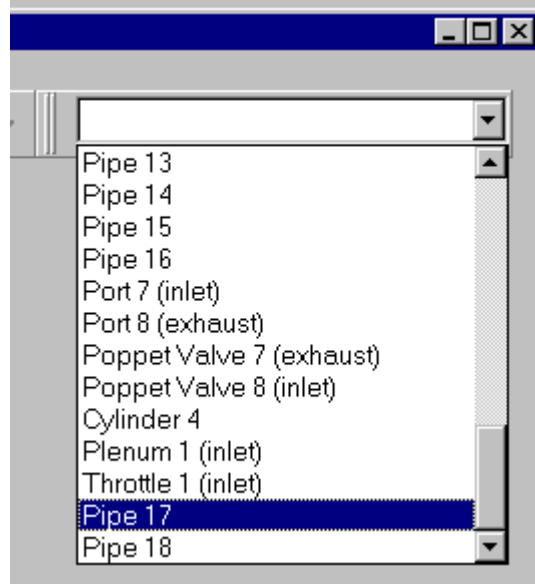 Pipe 13
Pipe 14
Pipe 15
Pipe 16
Port 7 (inlet)
Port 8 (exhaust)
Poppet Valve 7 (exhaust)
Poppet Valve 8 (inlet)
Cylinder 4
Plenum 1 (inlet)
Throttle 1 (inlet)
Pipe 17
Pipe 18